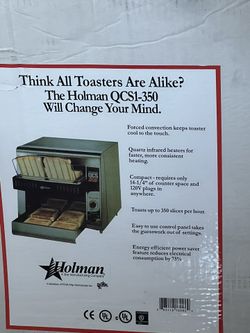 Think All Toasters Are Alike?
The Holman QCS1-350
Will Change Your Mind.
Forced convection keeps toaster
cool to the touch.
Quartz infrared heaters for
faster, more consistent
heating.
Compact - requires only
14-1/4" of counter space and
120V plugs in
anywhere.
Toasts up to 350 slices per hour.
Easy to use control panel takes
the guesswork out of settings.
Energy efficient power saver
feature reduces electrical
consumption by 75%
Holman
CE
UL